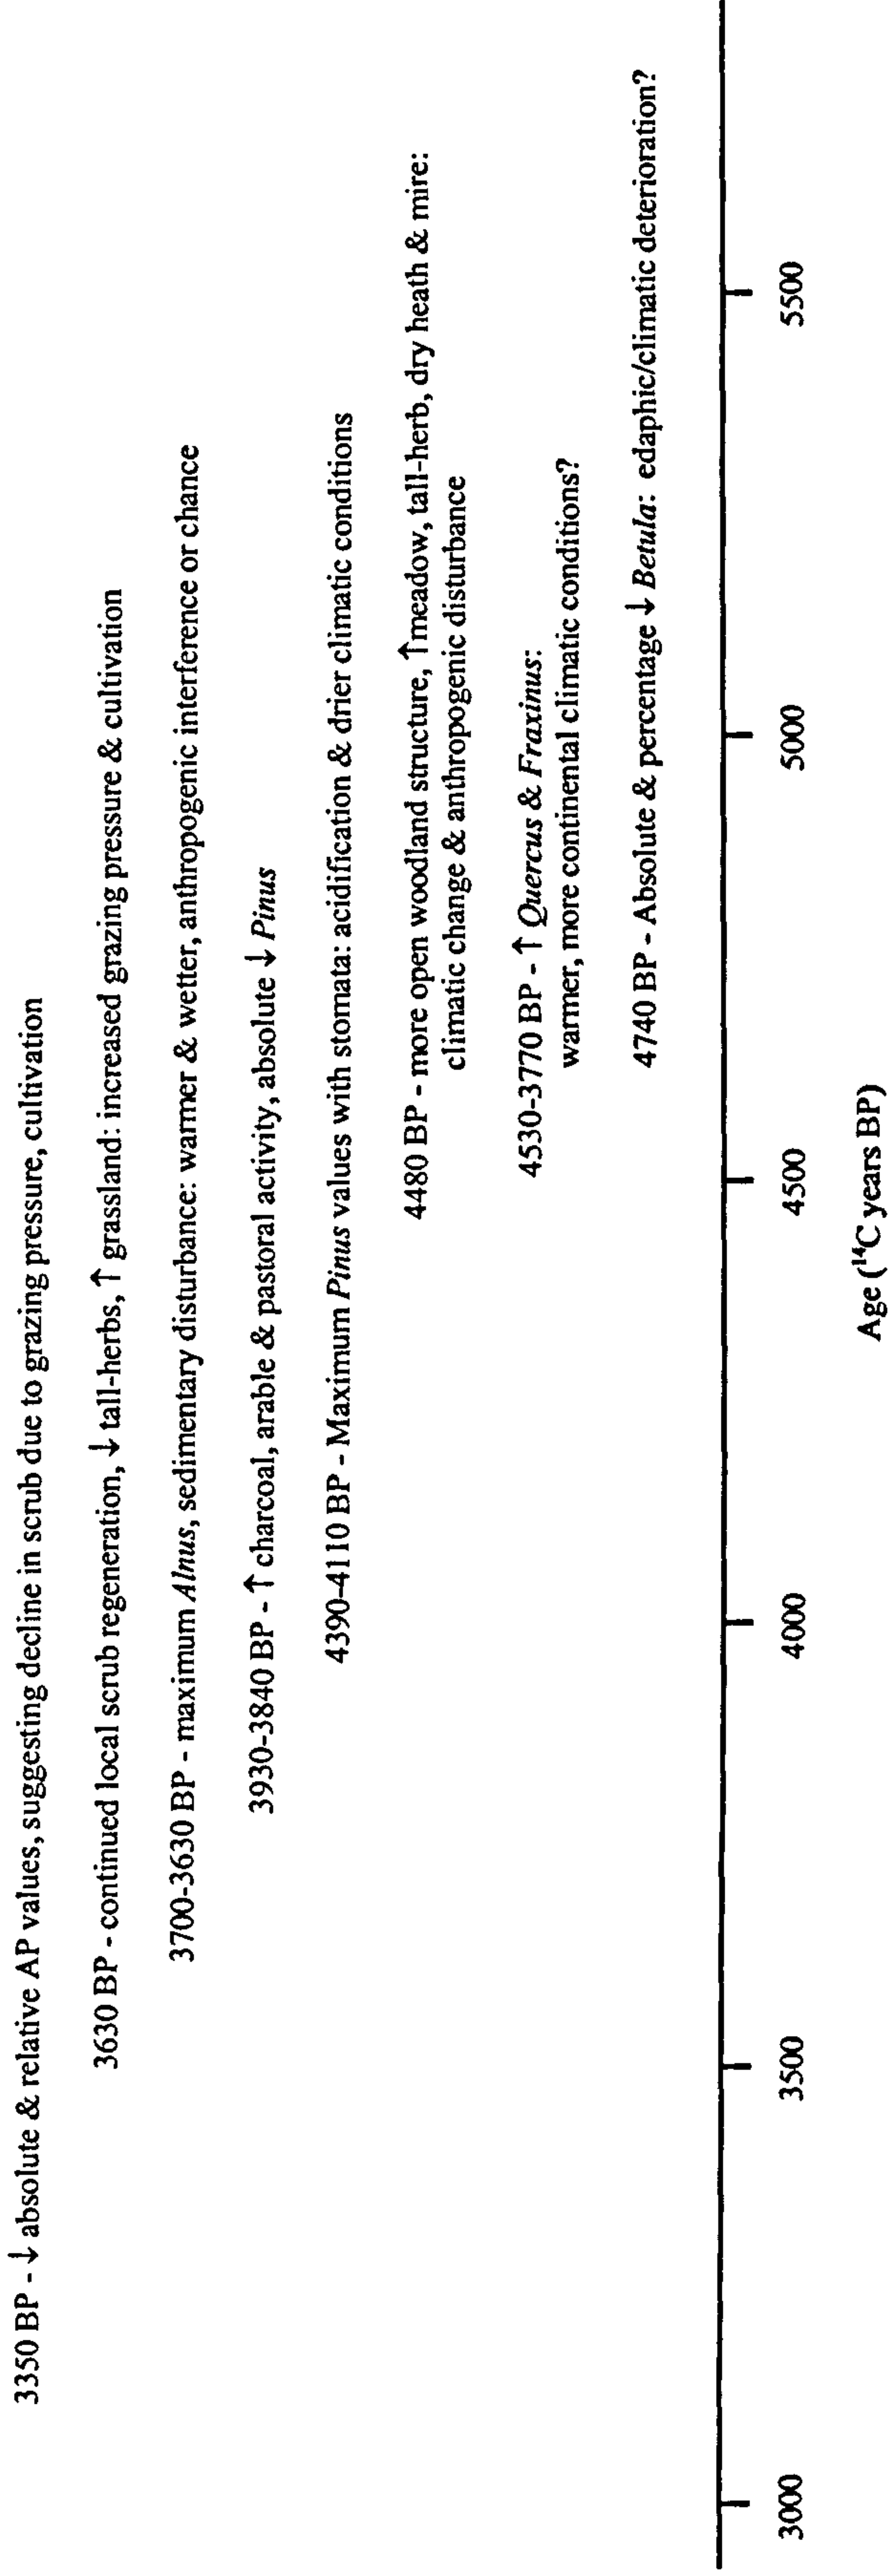 3350 BP - ↓ absolute & relative AP values, suggesting decline in scrub due to grazing pressure, cultivation
3630 BP - continued local scrub regeneration, ↓ tall-herbs, ↑ grassland: increased grazing pressure & cultivation
3700-3630 BP - maximum Alnus, sedimentary disturbance: warmer & wetter, anthropogenic interference or chance
3930-3840 BP - ↑ charcoal, arable & pastoral activity, absolute ↓ Pinus
4390-4110 BP - Maximum Pinus values with stomata: acidification & drier climatic conditions
4480 BP - more open woodland structure, ↑meadow, tall-herb, dry heath & mire:
climatic change & anthropogenic disturbance
4530-3770 BP - ↑ Quercus & Fraxinus:
warmer, more continental climatic conditions?
4740 BP - Absolute & percentage ↓ Betula: edaphic/climatic deterioration?
3000 3500 4000 4500 5000 5500
Age (¹⁴C years BP)